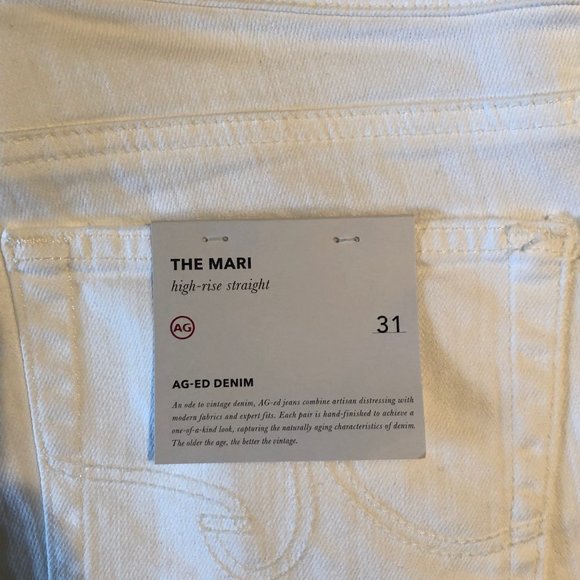 THE MARI
high-rise straight
AG 31
AG-ED DENIM
An ode to vintage denim, AG-ed jeans combine artisan distressing with
modern fabrics and expert fits. Each pair is hand-finished to achieve a
one-of-a-kind look, capturing the naturally aging characteristics of denim.
The older the age, the better the vintage.